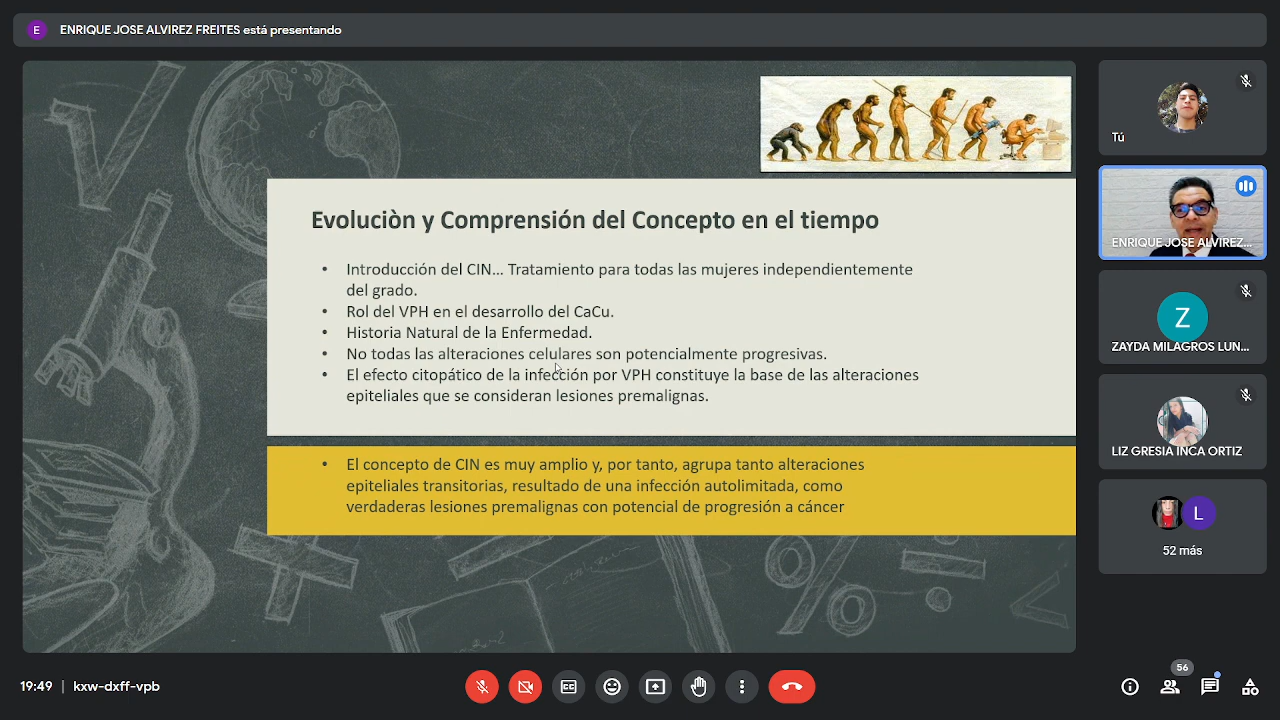 E
ENRIQUE JOSE ALVIREZ FREITES está presentando
Evoluciòn y Comprensión del Concepto en el tiempo
• Introducción del CIN... Tratamiento para todas las mujeres independientemente
del grado.
• Rol del VPH en el desarrollo del CaCu.
• Historia Natural de la Enfermedad.
• No todas las alteraciones celulares son potencialmente progresivas.
• El efecto citopático de la infección por VPH constituye la base de las alteraciones
epiteliales que se consideran lesiones premalignas.
• El concepto de CIN es muy amplio y, por tanto, agrupa tanto alteraciones
epiteliales transitorias, resultado de una infección autolimitada, como
verdaderas lesiones premalignas con potencial de progresión a cáncer
Tú
ENRIQUE JOSE ALVIREZ...
Z
ZAYDA MILAGROS LUN...
LIZ GRESIA INCA ORTIZ
L
52 más
19:49 | kxw-dxff-vpb
56